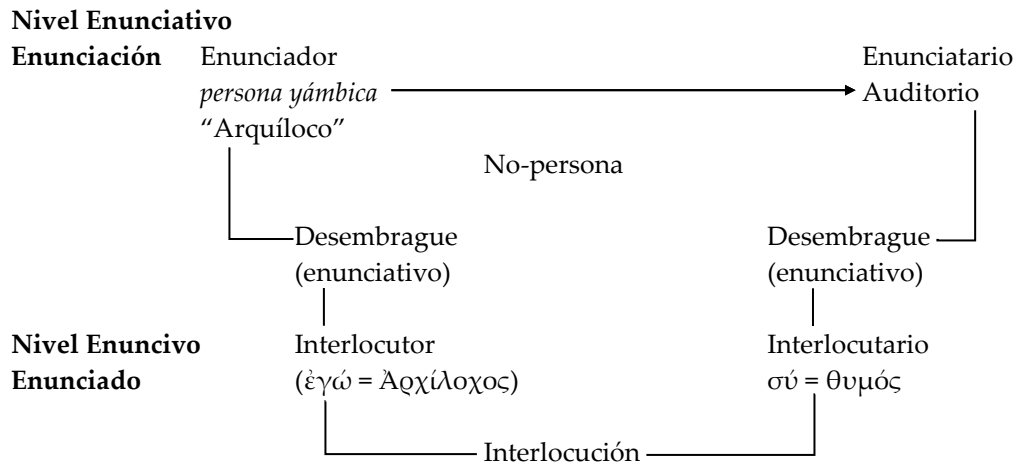 Nivel Enunciativo
Enunciación Enunciador Enunciatario
persona yámbica Auditorio
“Arquíloco”
No-persona
Desembrague Desembrague
(enunciativo) (enunciativo)
Nivel Enuncivo Interlocutor Interlocutario
Enunciado (ἐγώ = Ἀρχίλοχος) σύ = θυμός
Interlocución